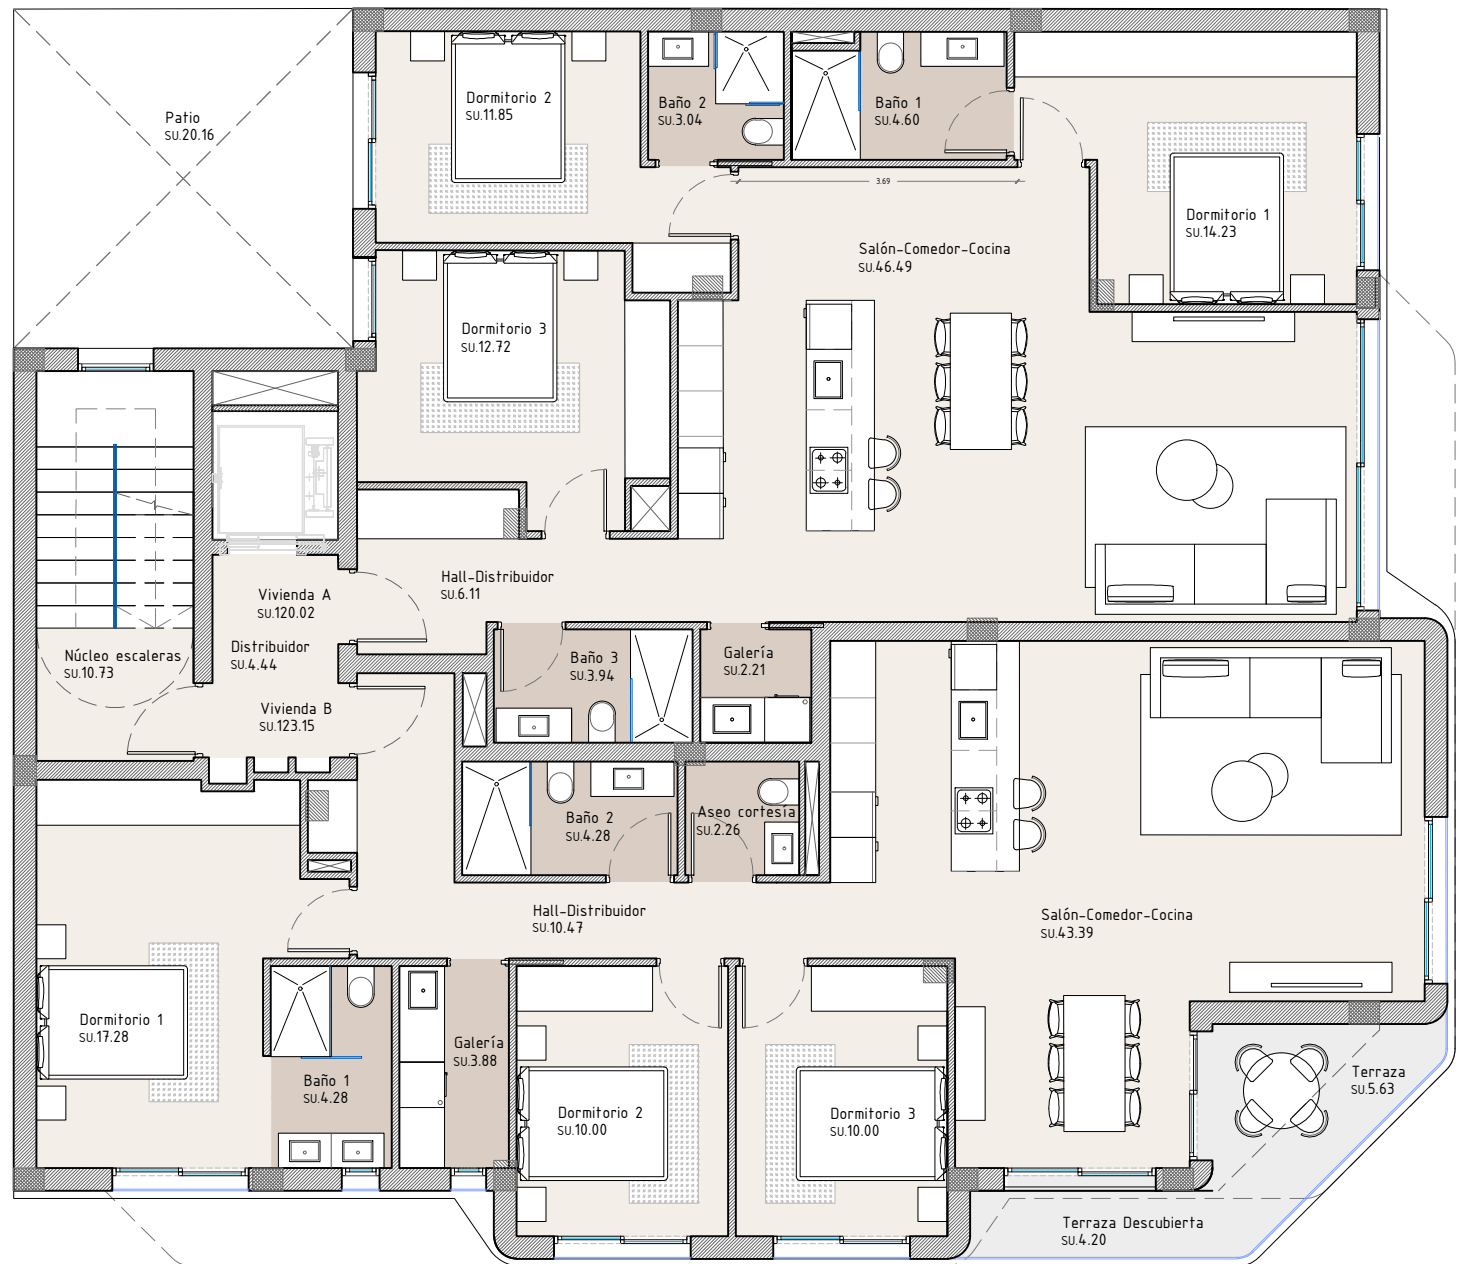 Patio
SU.20.16
Dormitorio 2
SU.11.85
Baño 2
SU.3.04
Baño 1
SU.4.60
3.69
Dormitorio 1
SU.14.23
Salón-Comedor-Cocina
SU.46.49
Dormitorio 3
SU.12.72
Hall-Distribuidor
SU.6.11
Vivienda A
SU.120.02
Distribuidor
SU.4.44
Núcleo escaleras
SU.10.73
Vivienda B
SU.123.15
Baño 3
SU.3.94
Galería
SU.2.21
Baño 2
SU.4.28
Aseo cortesía
SU.2.26
Hall-Distribuidor
SU.10.47
Salón-Comedor-Cocina
SU.43.39
Dormitorio 1
SU.17.28
Baño 1
SU.4.28
Galería
SU.3.88
Dormitorio 2
SU.10.00
Dormitorio 3
SU.10.00
Terraza
SU.5.63
Terraza Descubierta
SU.4.20